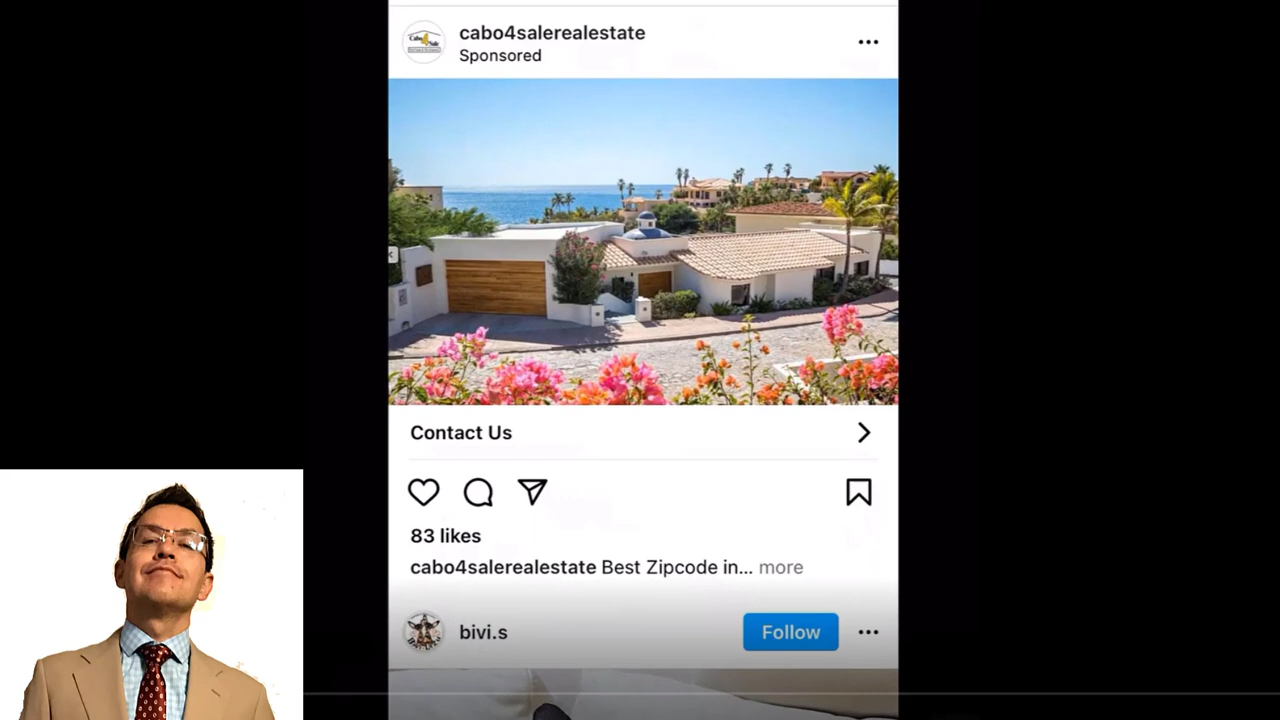 cabo4salerealestate
Sponsored
Contact Us
83 likes
cabo4salerealestate Best Zipcode in... more
bivi.s
Follow